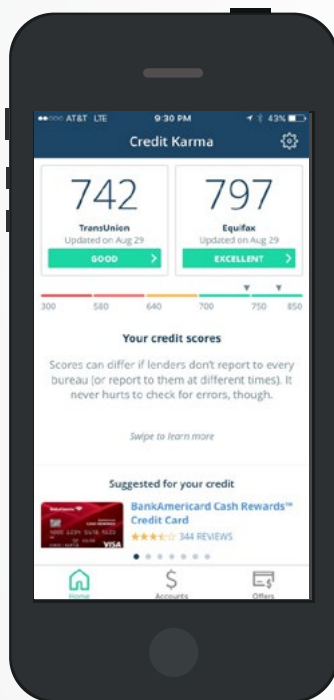 AT&T LTE 9:30 PM 43%
Credit Karma
742 797
TransUnion Equifax
Updated on Aug 29 Updated on Aug 29
GOOD EXCELLENT
300 580 640 700 750 850
Your credit scores
Scores can differ if lenders don't report to every
bureau (or report to them at different times). It
never hurts to check for errors, though.
Swipe to learn more
Suggested for your credit
BankAmericard Cash Rewards™
Credit Card
344 REVIEWS
VISA
Home Accounts Offers